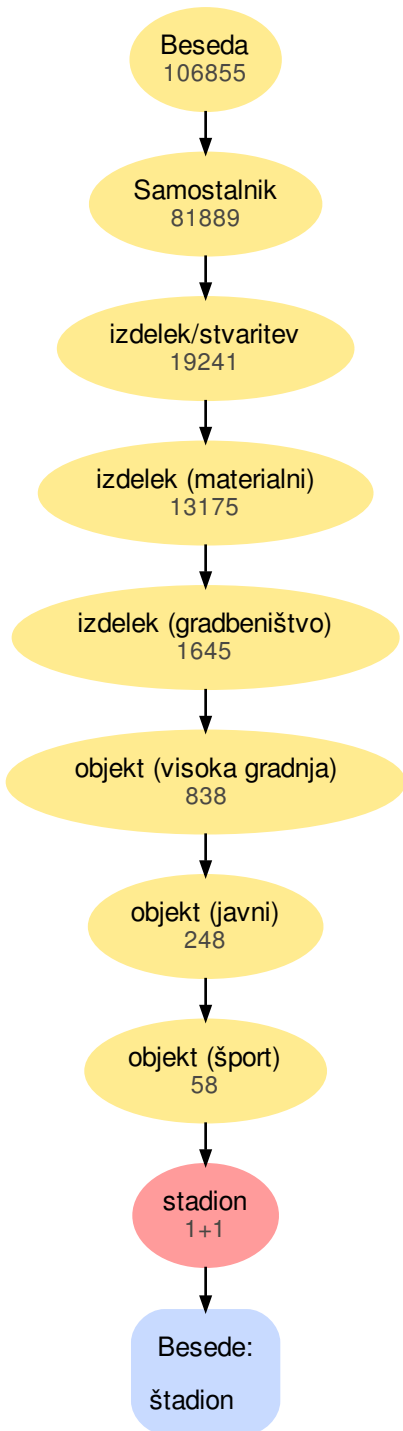 Beseda
106855
Samostalnik
81889
izdelek/stvaritev
19241
izdelek (materialni)
13175
izdelek (gradbeništvo)
1645
objekt (visoka gradnja)
838
objekt (javni)
248
objekt (šport)
58
stadion
1+1
Besede:
štadion